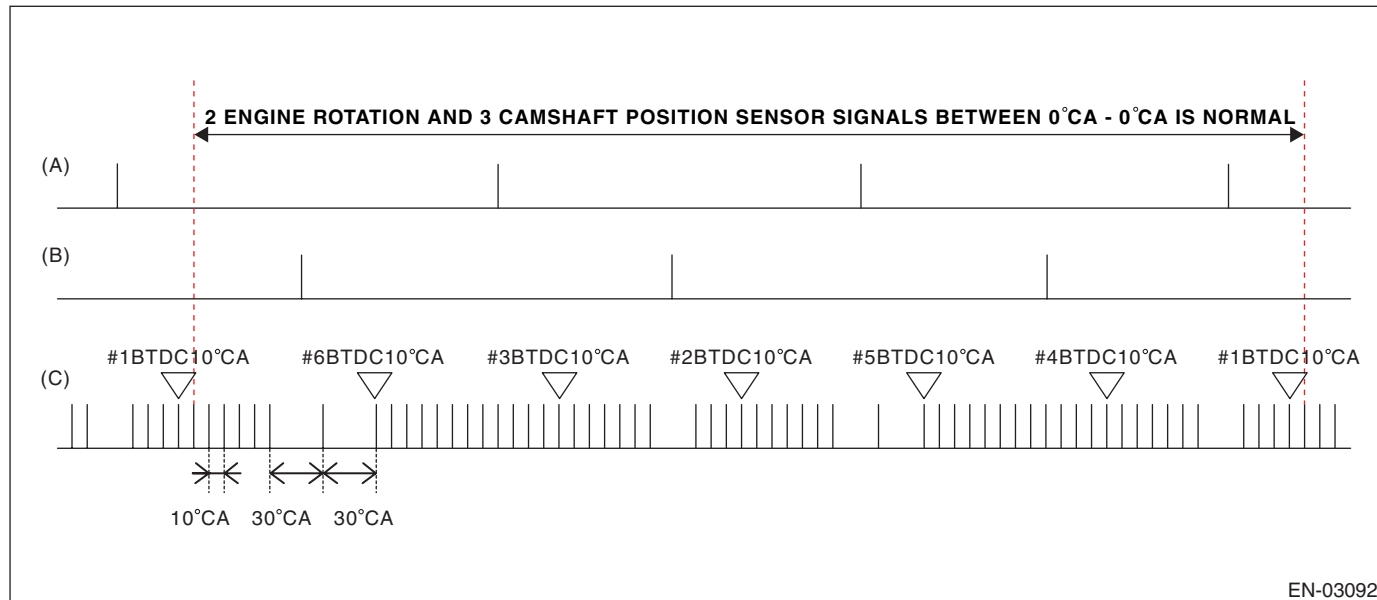 2 ENGINE ROTATION AND 3 CAMSHAFT POSITION SENSOR SIGNALS BETWEEN 0°CA - 0°CA IS NORMAL
(A)
(B)
#1BTDC10°CA #6BTDC10°CA #3BTDC10°CA #2BTDC10°CA #5BTDC10°CA #4BTDC10°CA #1BTDC10°CA
(C)
10°CA 30°CA 30°CA
EN-03092